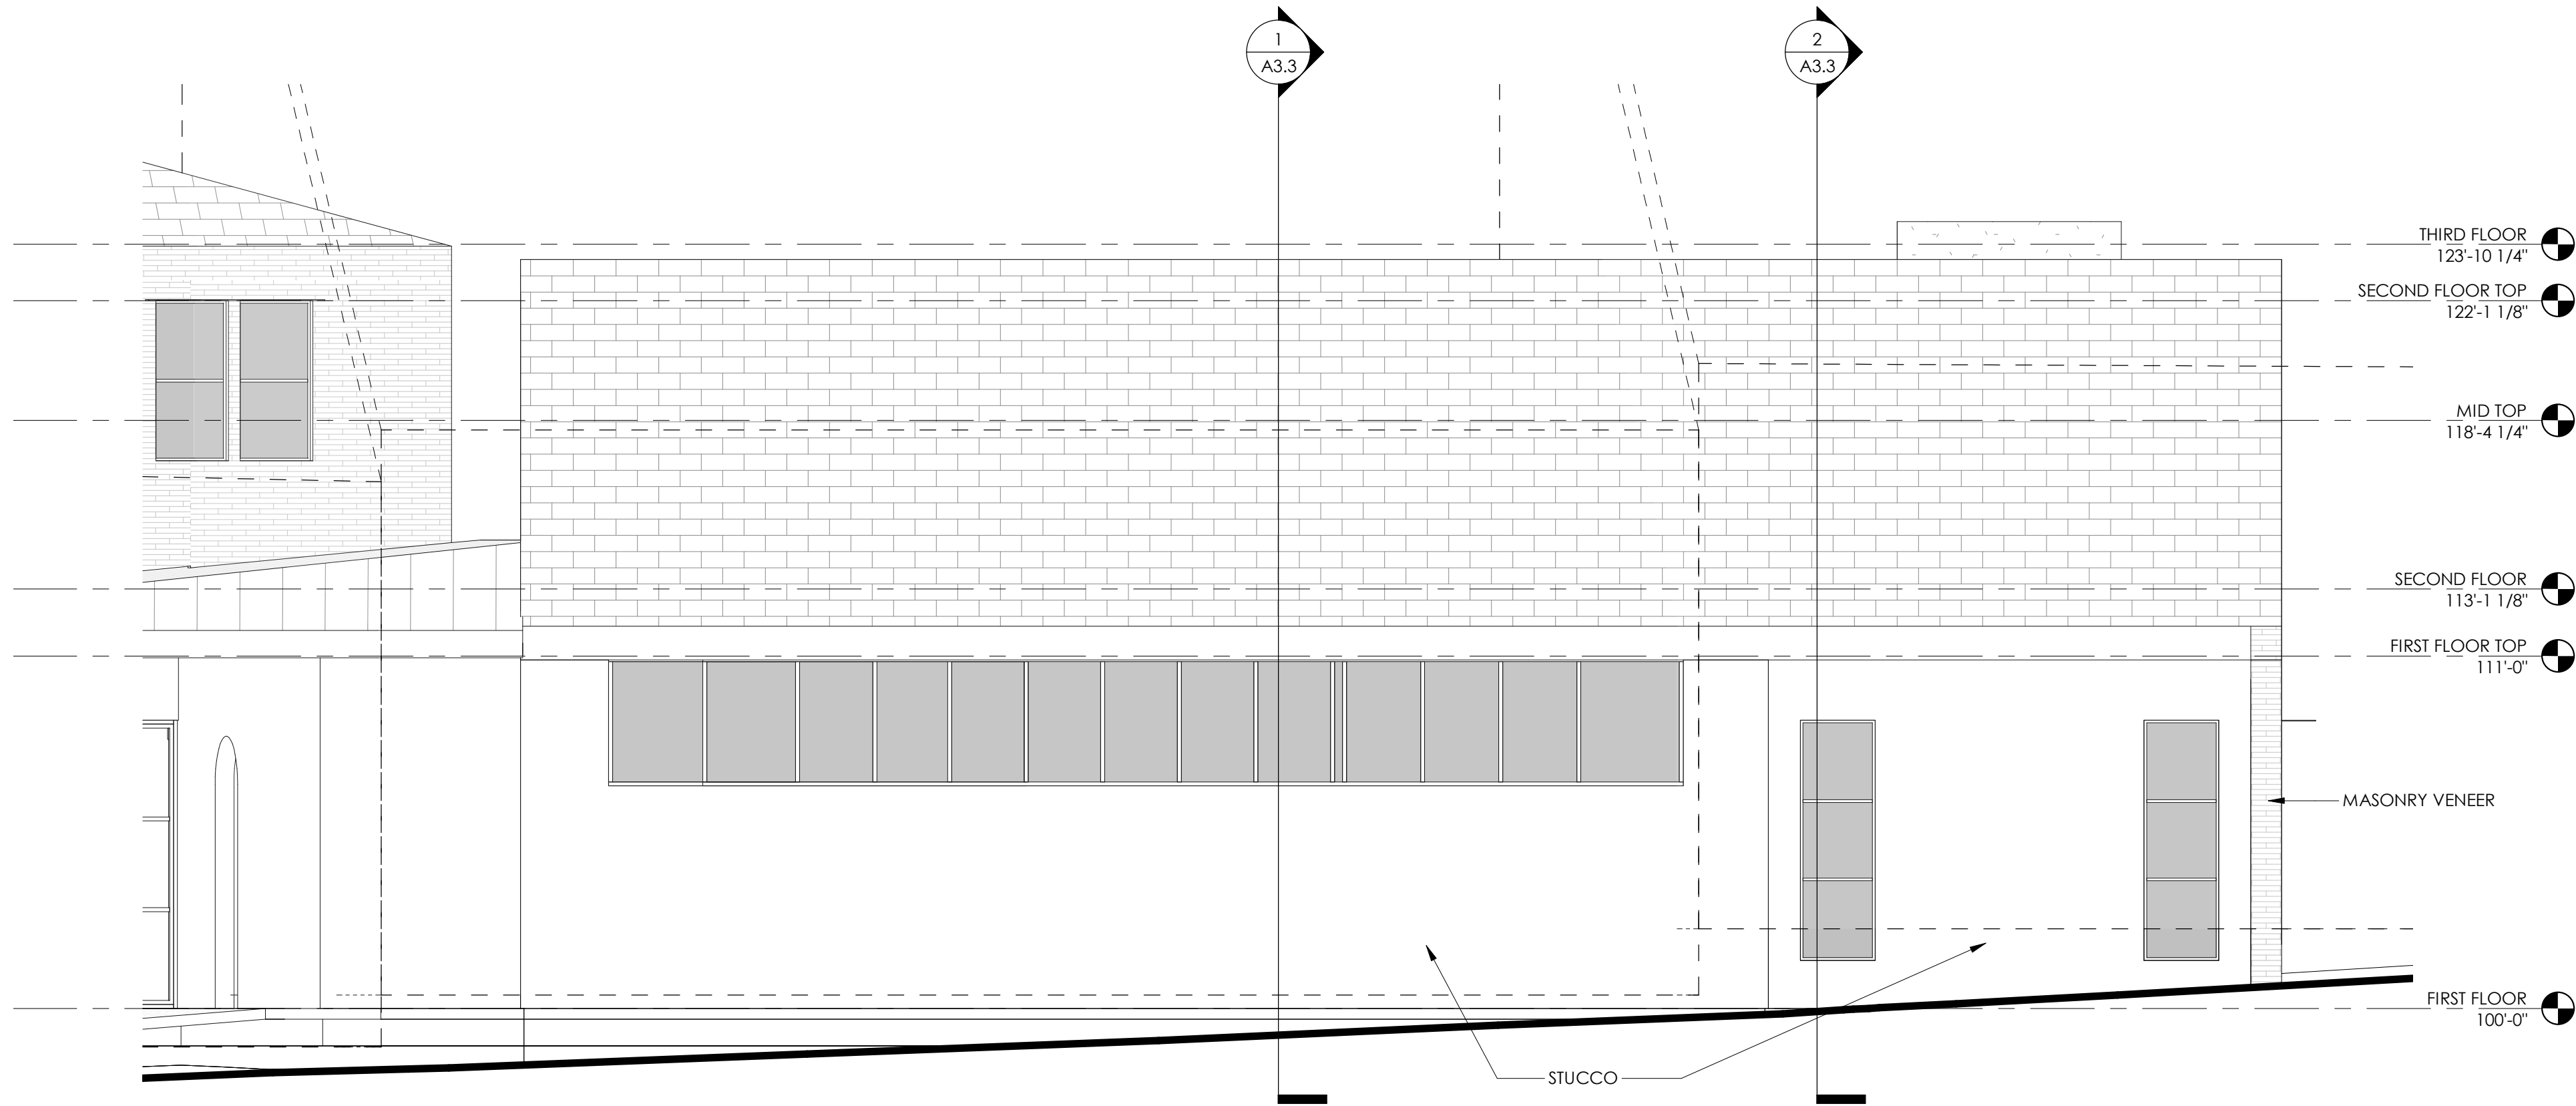 1
A3.3
2
A3.3
THIRD FLOOR
123'-10 1/4"
SECOND FLOOR TOP
122'-1 1/8"
MID TOP
118'-4 1/4"
SECOND FLOOR
113'-1 1/8"
FIRST FLOOR TOP
111'-0"
MASONRY VENEER
FIRST FLOOR
100'-0"
STUCCO